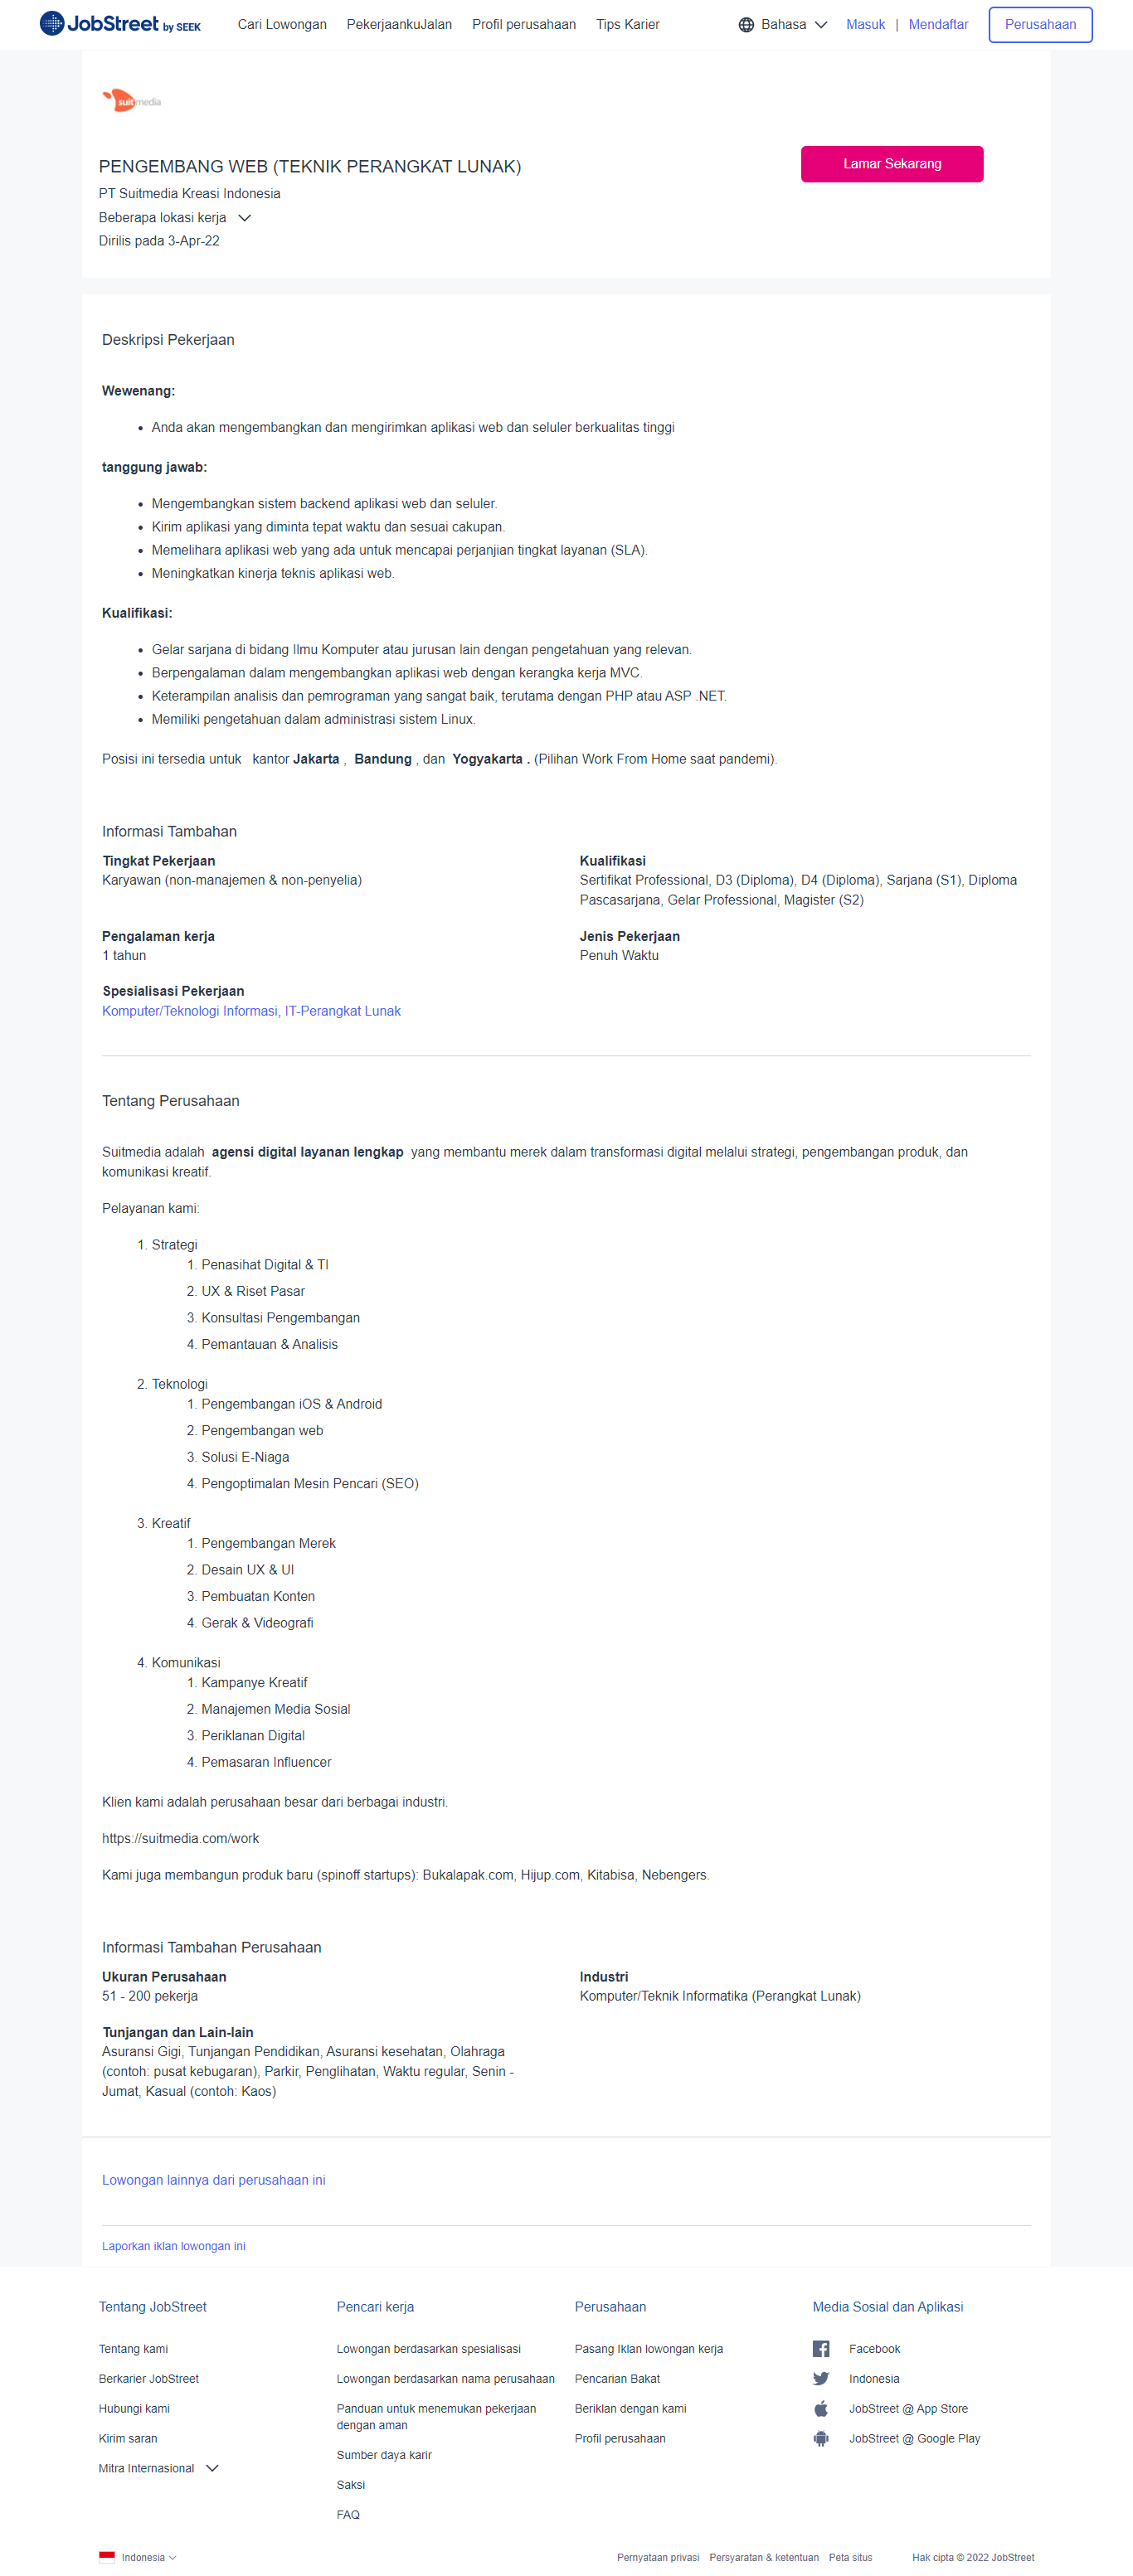 JobStreet by SEEK
Cari Lowongan
PekerjaankuJalan
Profil perusahaan
Tips Karier
Bahasa
Masuk | Mendaftar
Perusahaan
suitmedia
PENGEMBANG WEB (TEKNIK PERANGKAT LUNAK)
Lamar Sekarang
PT Suitmedia Kreasi Indonesia
Beberapa lokasi kerja
Dirilis pada 3-Apr-22
Deskripsi Pekerjaan
Wewenang:
• Anda akan mengembangkan dan mengirimkan aplikasi web dan seluler berkualitas tinggi
tanggung jawab:
• Mengembangkan sistem backend aplikasi web dan seluler.
• Kirim aplikasi yang diminta tepat waktu dan sesuai cakupan.
• Memelihara aplikasi web yang ada untuk mencapai perjanjian tingkat layanan (SLA).
• Meningkatkan kinerja teknis aplikasi web.
Kualifikasi:
• Gelar sarjana di bidang Ilmu Komputer atau jurusan lain dengan pengetahuan yang relevan.
• Berpengalaman dalam mengembangkan aplikasi web dengan kerangka kerja MVC.
• Keterampilan analisis dan pemrograman yang sangat baik, terutama dengan PHP atau ASP .NET.
• Memiliki pengetahuan dalam administrasi sistem Linux.
Posisi ini tersedia untuk kantor Jakarta , Bandung , dan Yogyakarta . (Pilihan Work From Home saat pandemi).
Informasi Tambahan
Tingkat Pekerjaan
Karyawan (non-manajemen & non-penyelia)
Kualifikasi
Sertifikat Professional, D3 (Diploma), D4 (Diploma), Sarjana (S1), Diploma
Pascasarjana, Gelar Professional, Magister (S2)
Pengalaman kerja
1 tahun
Jenis Pekerjaan
Penuh Waktu
Spesialisasi Pekerjaan
Komputer/Teknologi Informasi, IT-Perangkat Lunak
Tentang Perusahaan
Suitmedia adalah agensi digital layanan lengkap yang membantu merek dalam transformasi digital melalui strategi, pengembangan produk, dan
komunikasi kreatif.
Pelayanan kami:
1. Strategi
1. Penasihat Digital & TI
2. UX & Riset Pasar
3. Konsultasi Pengembangan
4. Pemantauan & Analisis
2. Teknologi
1. Pengembangan iOS & Android
2. Pengembangan web
3. Solusi E-Niaga
4. Pengoptimalan Mesin Pencari (SEO)
3. Kreatif
1. Pengembangan Merek
2. Desain UX & UI
3. Pembuatan Konten
4. Gerak & Videografi
4. Komunikasi
1. Kampanye Kreatif
2. Manajemen Media Sosial
3. Periklanan Digital
4. Pemasaran Influencer
Klien kami adalah perusahaan besar dari berbagai industri.
https://suitmedia.com/work
Kami juga membangun produk baru (spinoff startups): Bukalapak.com, Hijup.com, Kitabisa, Nebengers.
Informasi Tambahan Perusahaan
Ukuran Perusahaan
51 - 200 pekerja
Industri
Komputer/Teknik Informatika (Perangkat Lunak)
Tunjangan dan Lain-lain
Asuransi Gigi, Tunjangan Pendidikan, Asuransi kesehatan, Olahraga
(contoh: pusat kebugaran), Parkir, Penglihatan, Waktu regular, Senin -
Jumat, Kasual (contoh: Kaos)
Lowongan lainnya dari perusahaan ini
Laporkan iklan lowongan ini
Tentang JobStreet
Tentang kami
Berkarier JobStreet
Hubungi kami
Kirim saran
Mitra Internasional
Pencari kerja
Lowongan berdasarkan spesialisasi
Lowongan berdasarkan nama perusahaan
Panduan untuk menemukan pekerjaan
dengan aman
Sumber daya karir
Saksi
FAQ
Perusahaan
Pasang Iklan lowongan kerja
Pencarian Bakat
Beriklan dengan kami
Profil perusahaan
Media Sosial dan Aplikasi
Facebook
Indonesia
JobStreet @ App Store
JobStreet @ Google Play
Indonesia
Pernyataan privasi
Persyaratan & ketentuan
Peta situs
Hak cipta © 2022 JobStreet